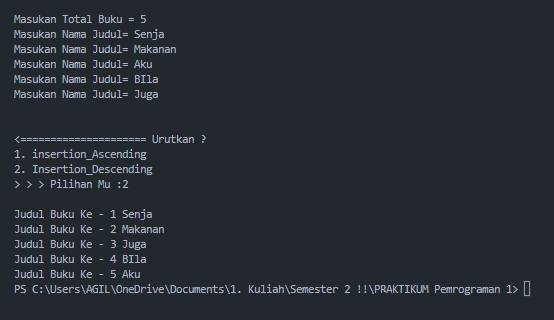 Masukan Total Buku = 5
Masukan Nama Judul= Senja
Masukan Nama Judul= Makanan
Masukan Nama Judul= Aku
Masukan Nama Judul= BIla
Masukan Nama Judul= Juga
<===================== Urutkan ?
1. insertion_Ascending
2. Insertion_Descending
> > > Pilihan Mu :2
Judul Buku Ke - 1 Senja
Judul Buku Ke - 2 Makanan
Judul Buku Ke - 3 Juga
Judul Buku Ke - 4 BIla
Judul Buku Ke - 5 Aku
PS C:\Users\AGIL\OneDrive\Documents\1. Kuliah\Semester 2 !!\PRAKTIKUM Pemrograman 1>